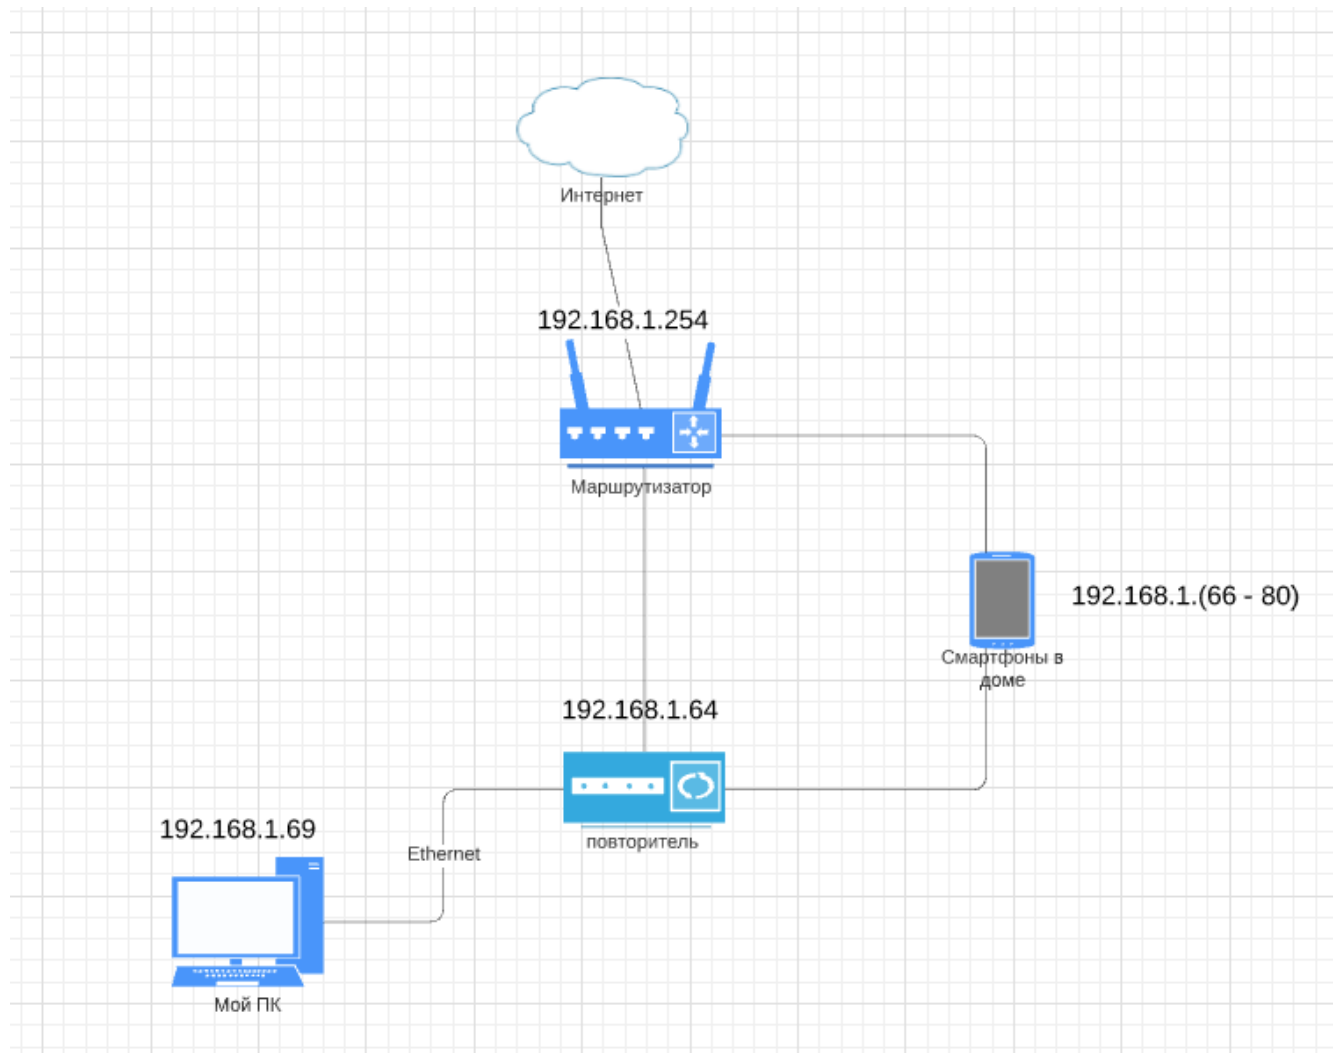 Интернет
192.168.1.254
Маршрутизатор
192.168.1.(66 - 80)
Смартфоны в
доме
192.168.1.64
повторитель
192.168.1.69
Ethernet
Мой ПК